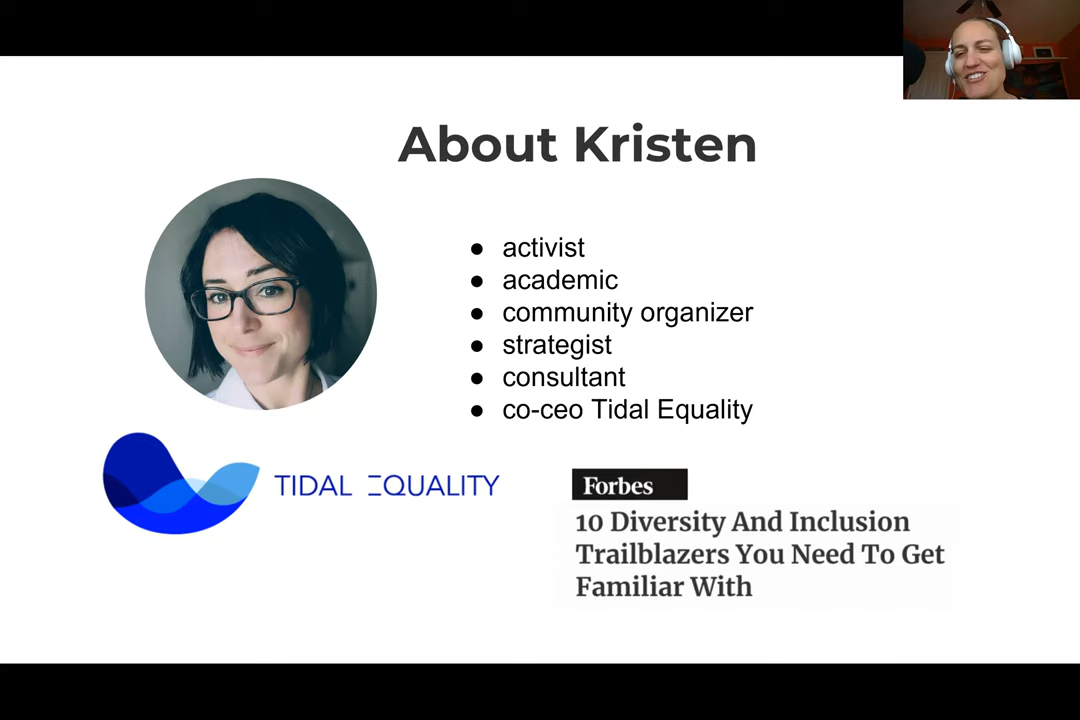 About Kristen
● activist
● academic
● community organizer
● strategist
● consultant
● co-ceo Tidal Equality
TIDAL EQUALITY
Forbes
10 Diversity And Inclusion
Trailblazers You Need To Get
Familiar With